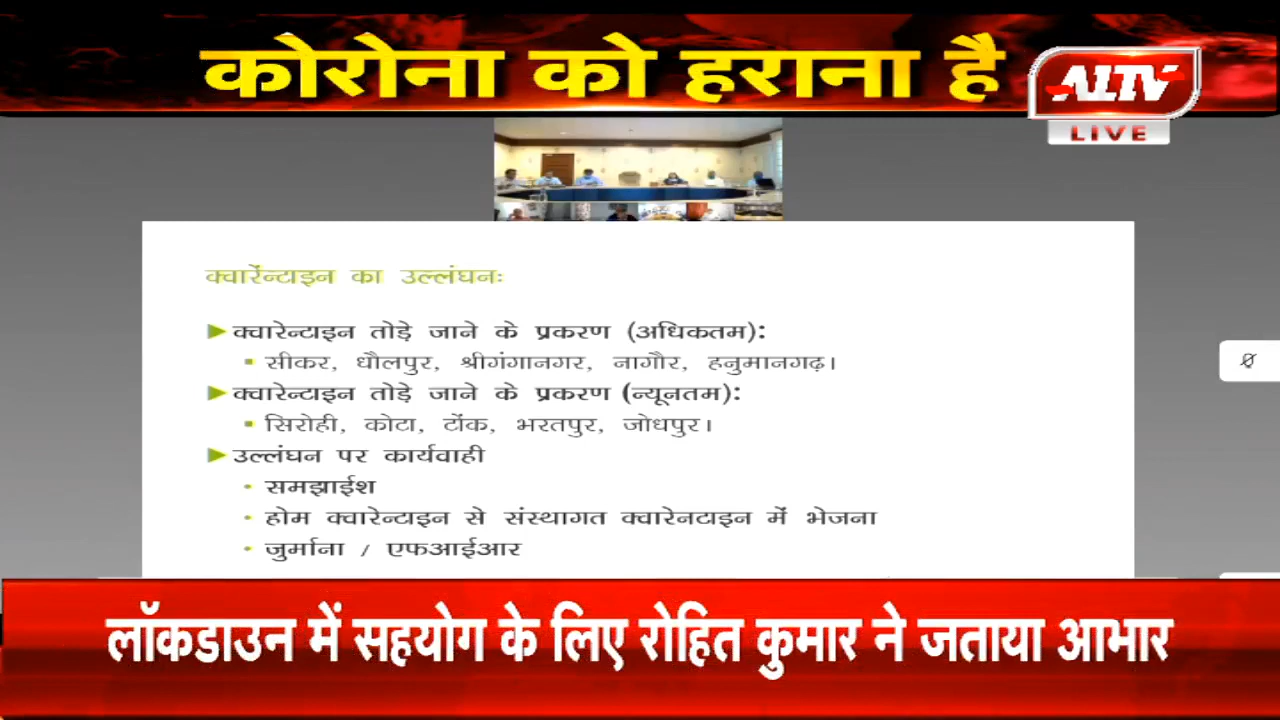 कोरोना को हराना है
ALTV
LIVE
क्वारेंन्टाइन का उल्लंघनः
क्वारेन्टाइन तोड़े जाने के प्रकरण (अधिकतम):
सीकर, धौलपुर, श्रीगंगानगर, नागौर, हनुमानगढ़।
क्वारेन्टाइन तोड़े जाने के प्रकरण (न्यूनतम):
सिरोही, कोटा, टोंक, भरतपुर, जोधपुर।
उल्लंघन पर कार्यवाही
समझाईश
होम क्वारेन्टाइन से संस्थागत क्वारेनटाइन में भेजना
जुर्माना / एफआईआर
लॉकडाउन में सहयोग के लिए रोहित कुमार ने जताया आभार